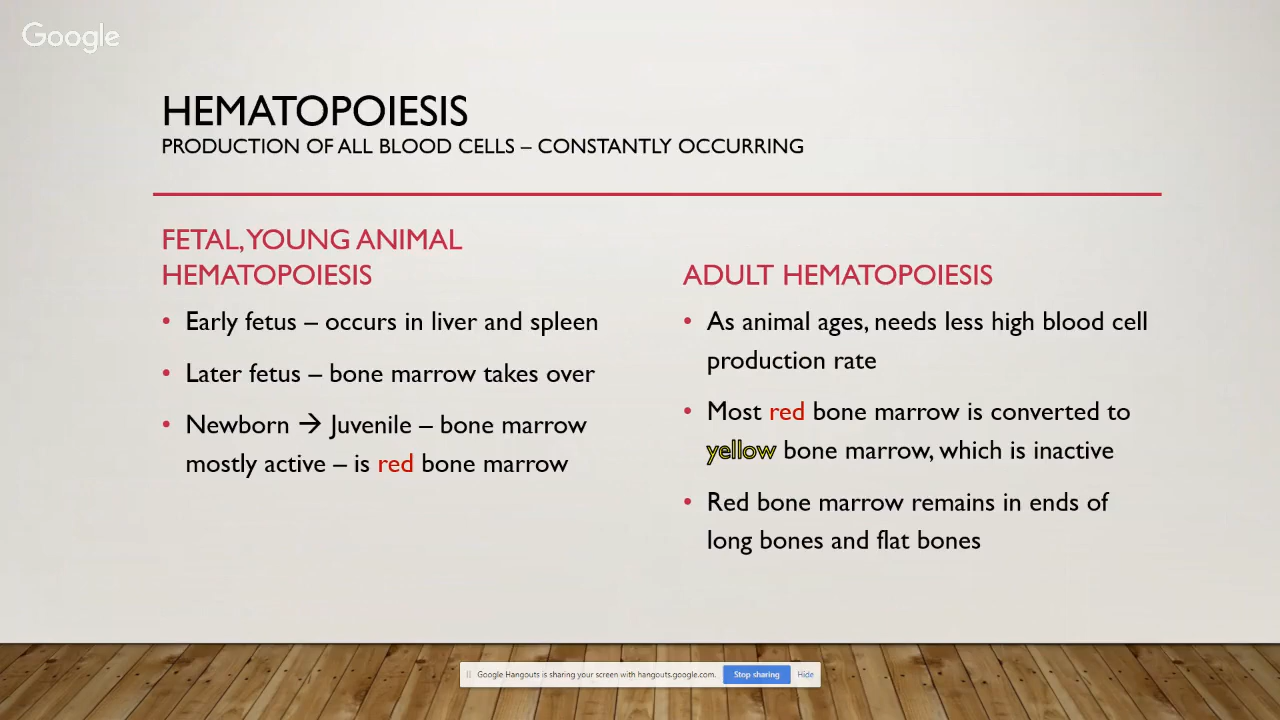 Google
HEMATOPOIESIS
PRODUCTION OF ALL BLOOD CELLS – CONSTANTLY OCCURRING
FETAL, YOUNG ANIMAL
HEMATOPOIESIS
• Early fetus – occurs in liver and spleen
• Later fetus – bone marrow takes over
• Newborn → Juvenile – bone marrow
mostly active – is red bone marrow
ADULT HEMATOPOIESIS
• As animal ages, needs less high blood cell
production rate
• Most red bone marrow is converted to
yellow bone marrow, which is inactive
• Red bone marrow remains in ends of
long bones and flat bones
Google Hangouts is sharing your screen with hangouts.google.com. Stop sharing Hide